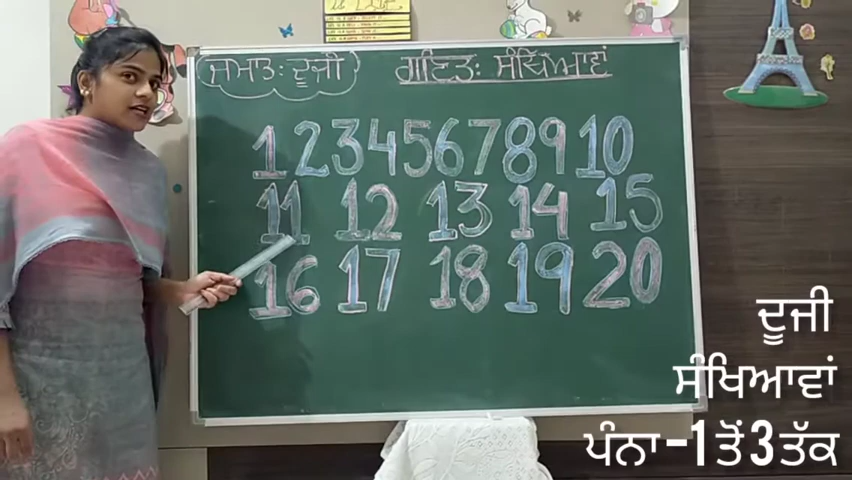 ਜਮਾਤ: ਦੂਜੀ
ਗਣਿਤ: ਸੰਖਿਆਵਾਂ
1 2 3 4 5 6 7 8 9 10
11 12 13 14 15
16 17 18 19 20
ਦੂਜੀ
ਸੰਖਿਆਵਾਂ
ਪੰਨਾ-1 ਤੋਂ 3 ਤੱਕ